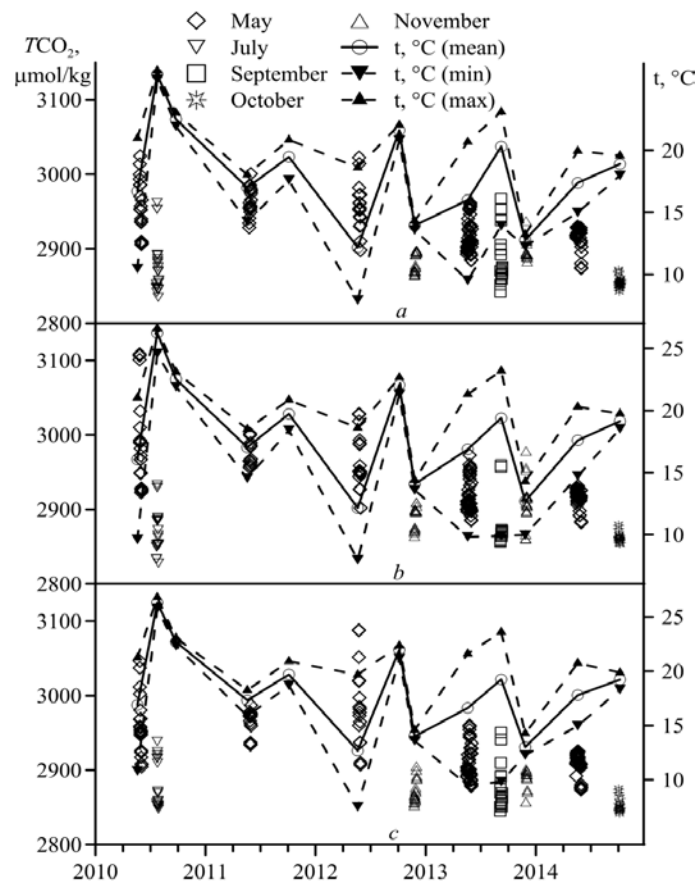 TCO₂,
μmol/kg
May
July
September
October
November
t, °C (mean)
t, °C (min)
t, °C (max)
t, °C
3100
3000
2900
2800
20
15
10
a
3100
3000
2900
2800
25
20
15
10
b
3100
3000
2900
2800
25
20
15
10
c
2010 2011 2012 2013 2014